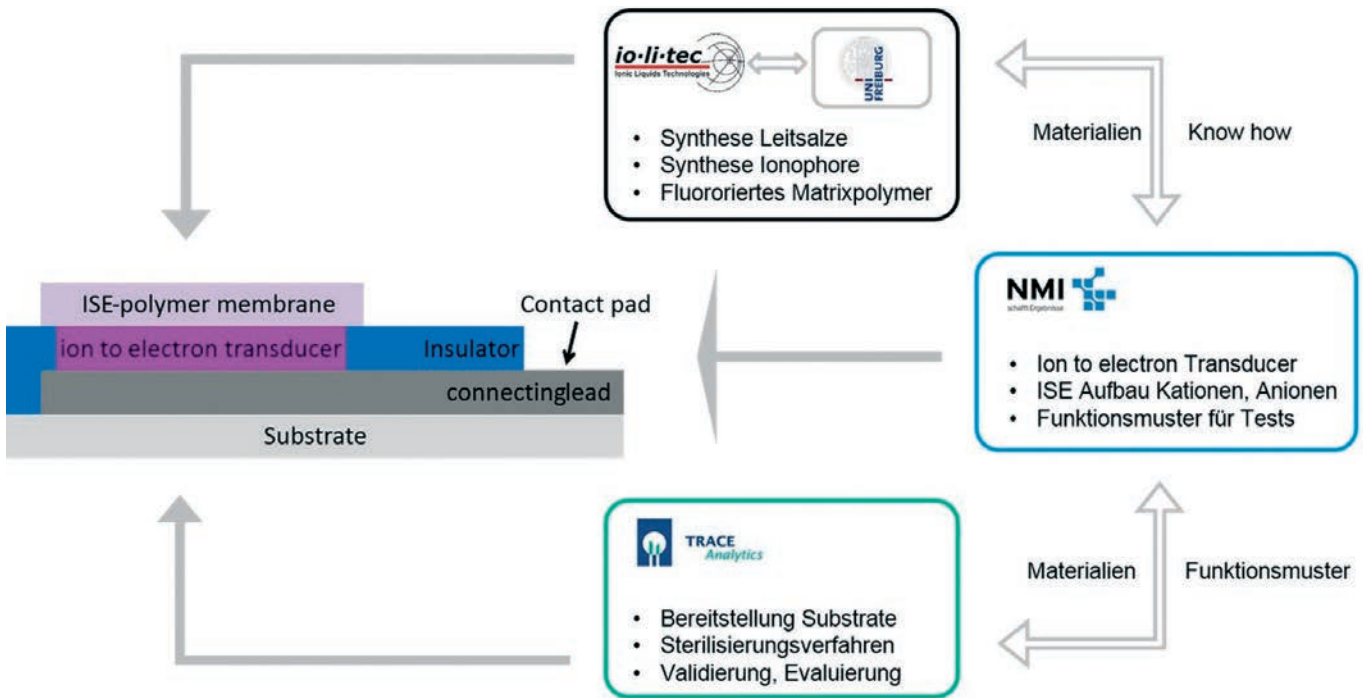 io·li·tec
Ionic Liquids Technologies
UNI
FREIBURG
• Synthese Leitsalze
• Synthese Ionophore
• Fluororiertes Matrixpolymer
Materialien
Know how
ISE-polymer membrane
ion to electron transducer
Insulator
Contact pad
connectinglead
Substrate
NMI
schafft Ergebnisse
• Ion to electron Transducer
• ISE Aufbau Kationen, Anionen
• Funktionsmuster für Tests
TRACE
Analytics
• Bereitstellung Substrate
• Sterilisierungsverfahren
• Validierung, Evaluierung
Materialien
Funktionsmuster